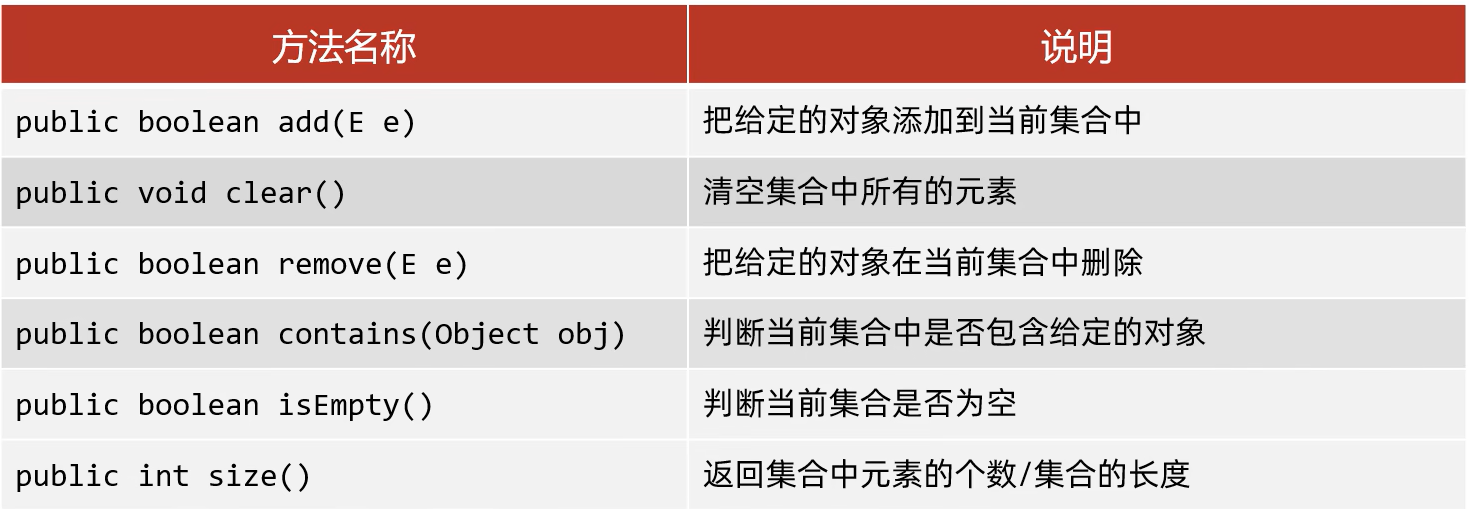 方法名称 说明
public boolean add(E e) 把给定的对象添加到当前集合中
public void clear() 清空集合中所有的元素
public boolean remove(E e) 把给定的对象在当前集合中删除
public boolean contains(Object obj) 判断当前集合中是否包含给定的对象
public boolean isEmpty() 判断当前集合是否为空
public int size() 返回集合中元素的个数/集合的长度